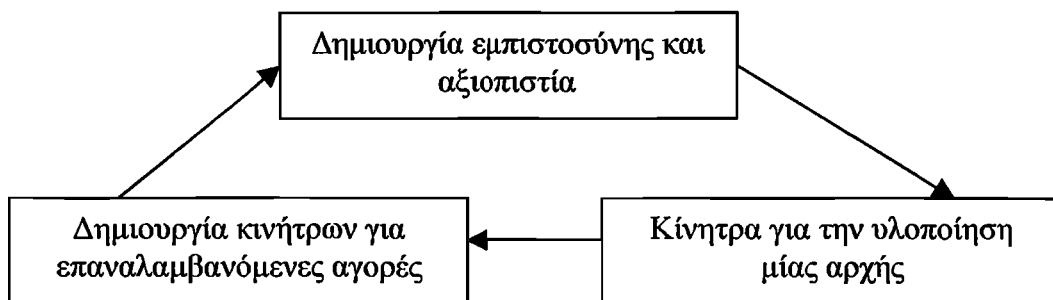 Δημιουργία εμπιστοσύνης και
αξιοπιστία
Δημιουργία κινήτρων για
επαναλαμβανόμενες αγορές
Κίνητρα για την υλοποίηση
μίας αρχής